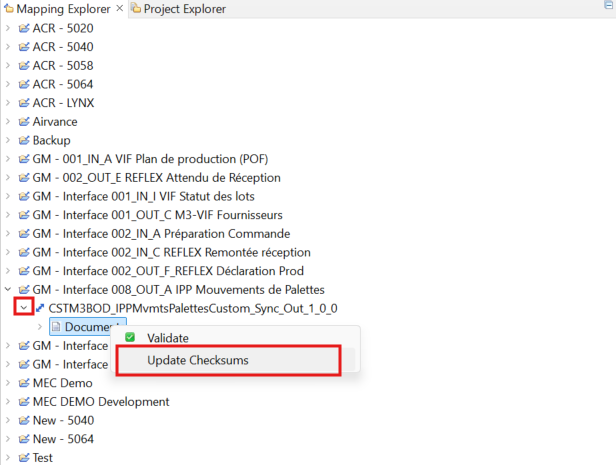 Mapping Explorer × Project Explorer
ACR - 5020
ACR - 5040
ACR - 5058
ACR - 5064
ACR - LYNX
Airvance
Backup
GM - 001_IN_A VIF Plan de production (POF)
GM - 002_OUT_E REFLEX Attendu de Réception
GM - Interface 001_IN_I VIF Statut des lots
GM - Interface 001_OUT_C M3-VIF Fournisseurs
GM - Interface 002_IN_A Préparation Commande
GM - Interface 002_IN_C REFLEX Remontée réception
GM - Interface 002_OUT_F_REFLEX Déclaration Prod
GM - Interface 008_OUT_A IPP Mouvements de Palettes
CSTM3BOD_IPPMvmtsPalettesCustom_Sync_Out_1_0_0
Document
Validate
GM - Interface
Update Checksums
GM - Interface
MEC Demo
MEC DEMO Development
New - 5040
New - 5064
Test